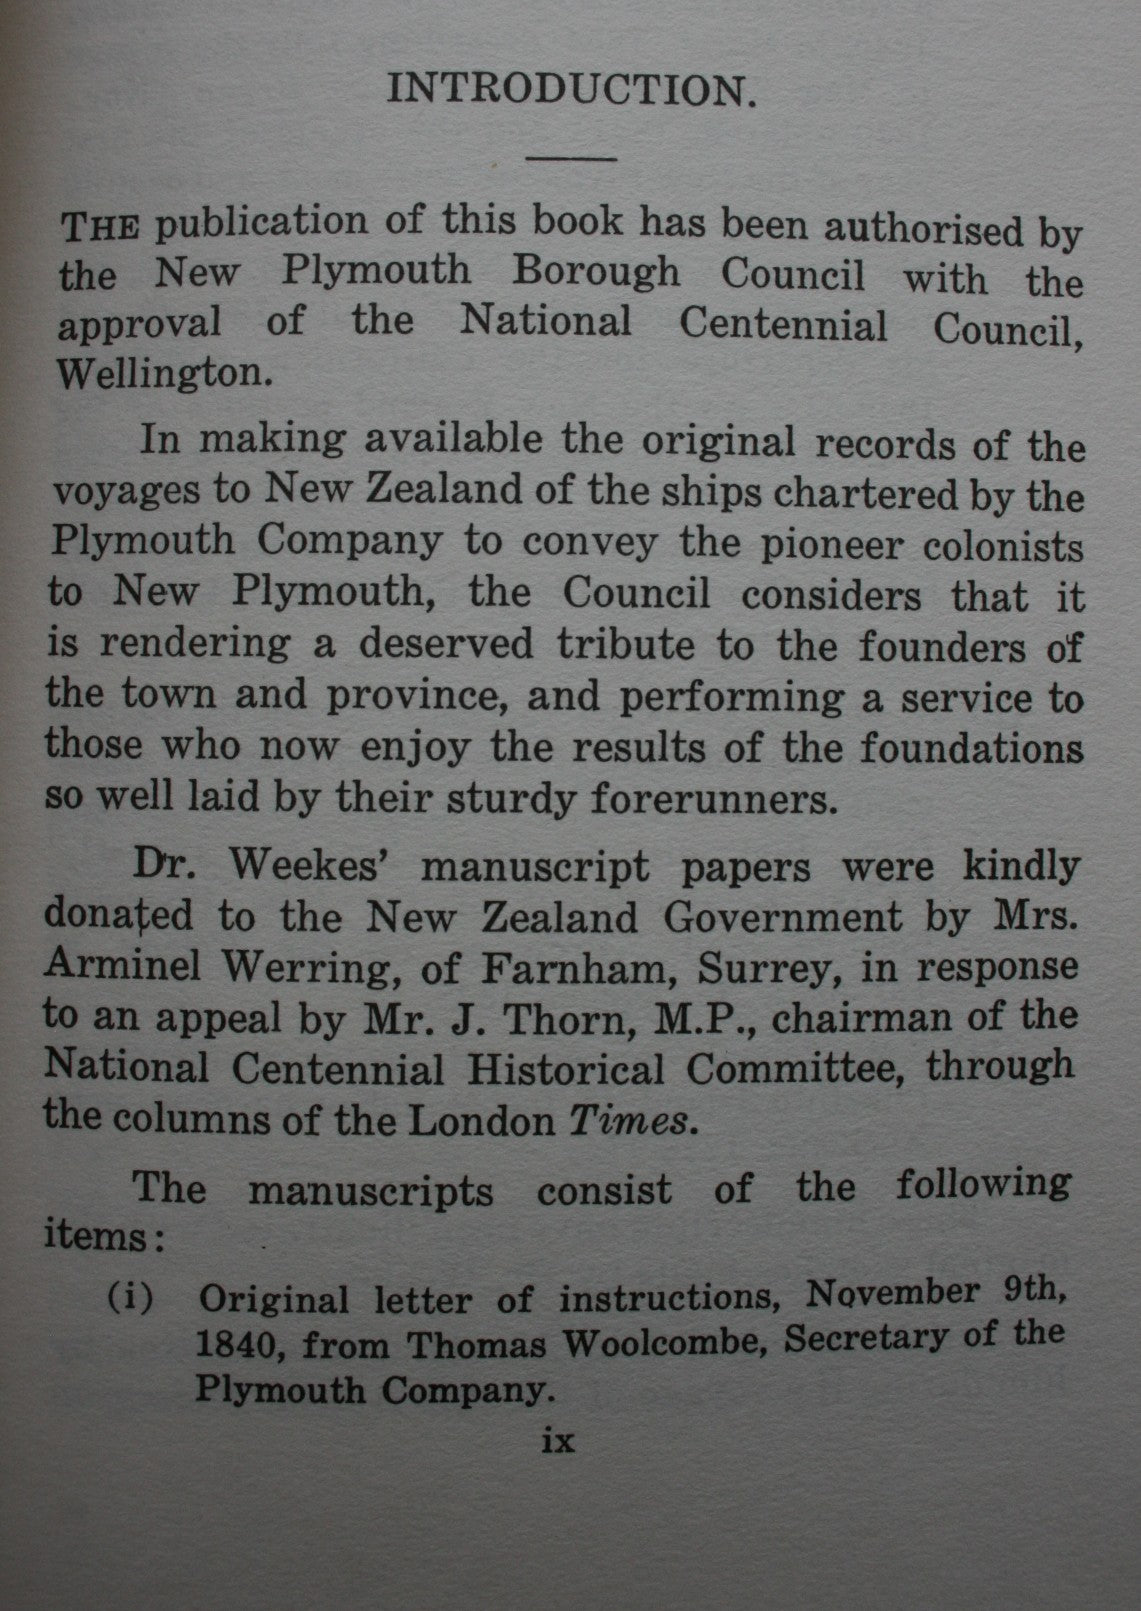 INTRODUCTION.
THE publication of this book has been authorised by
the New Plymouth Borough Council with the
approval of the National Centennial Council,
Wellington.
In making available the original records of the
voyages to New Zealand of the ships chartered by the
Plymouth Company to convey the pioneer colonists
to New Plymouth, the Council considers that it
is rendering a deserved tribute to the founders of
the town and province, and performing a service to
those who now enjoy the results of the foundations
so well laid by their sturdy forerunners.
Dr. Weekes' manuscript papers were kindly
donated to the New Zealand Government by Mrs.
Arminel Werring, of Farnham, Surrey, in response
to an appeal by Mr. J. Thorn, M.P., chairman of the
National Centennial Historical Committee, through
the columns of the London Times.
The manuscripts consist of the following
items:
(i) Original letter of instructions, November 9th,
1840, from Thomas Woolcombe, Secretary of the
Plymouth Company.
ix